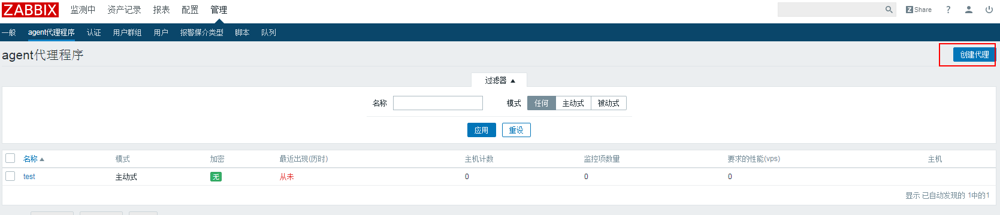 ZABBIX 监测中 资产记录 报表 配置 管理 Z Share ?
一般 agent代理程序 认证 用户群组 用户 报警媒介类型 脚本 队列
agent代理程序 创建代理
过滤器 ▲
名称 模式 任何 主动式 被动式
应用 重设
名称 ▲ 模式 加密 最近出现(历时) 主机计数 监控项数量 要求的性能(vps) 主机
test 主动式 无 从未 0 0 0
显示 已自动发现的 1中的1